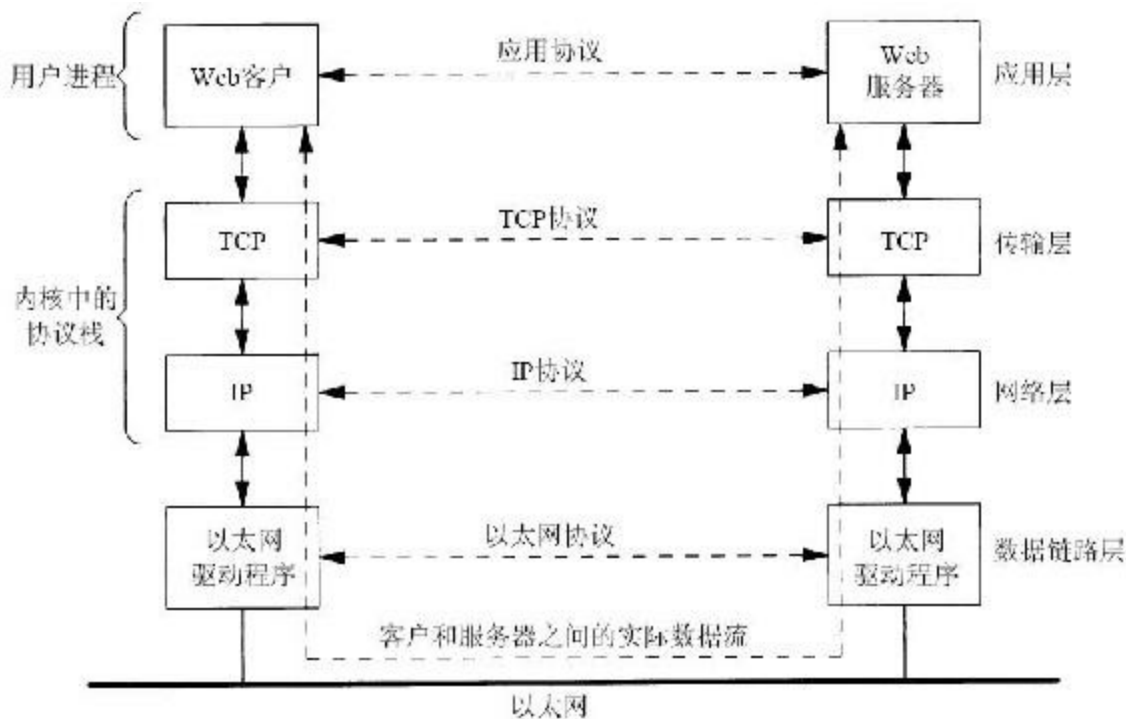 应用协议
Web
服务器
用户进程
Web客户
应用层
TCP
TCP协议
TCP
传输层
内核中的
协议栈
IP
IP协议
IP
网络层
以太网
驱动程序
以太网协议
以太网
驱动程序
数据链路层
客户和服务器之间的实际数据流
以太网